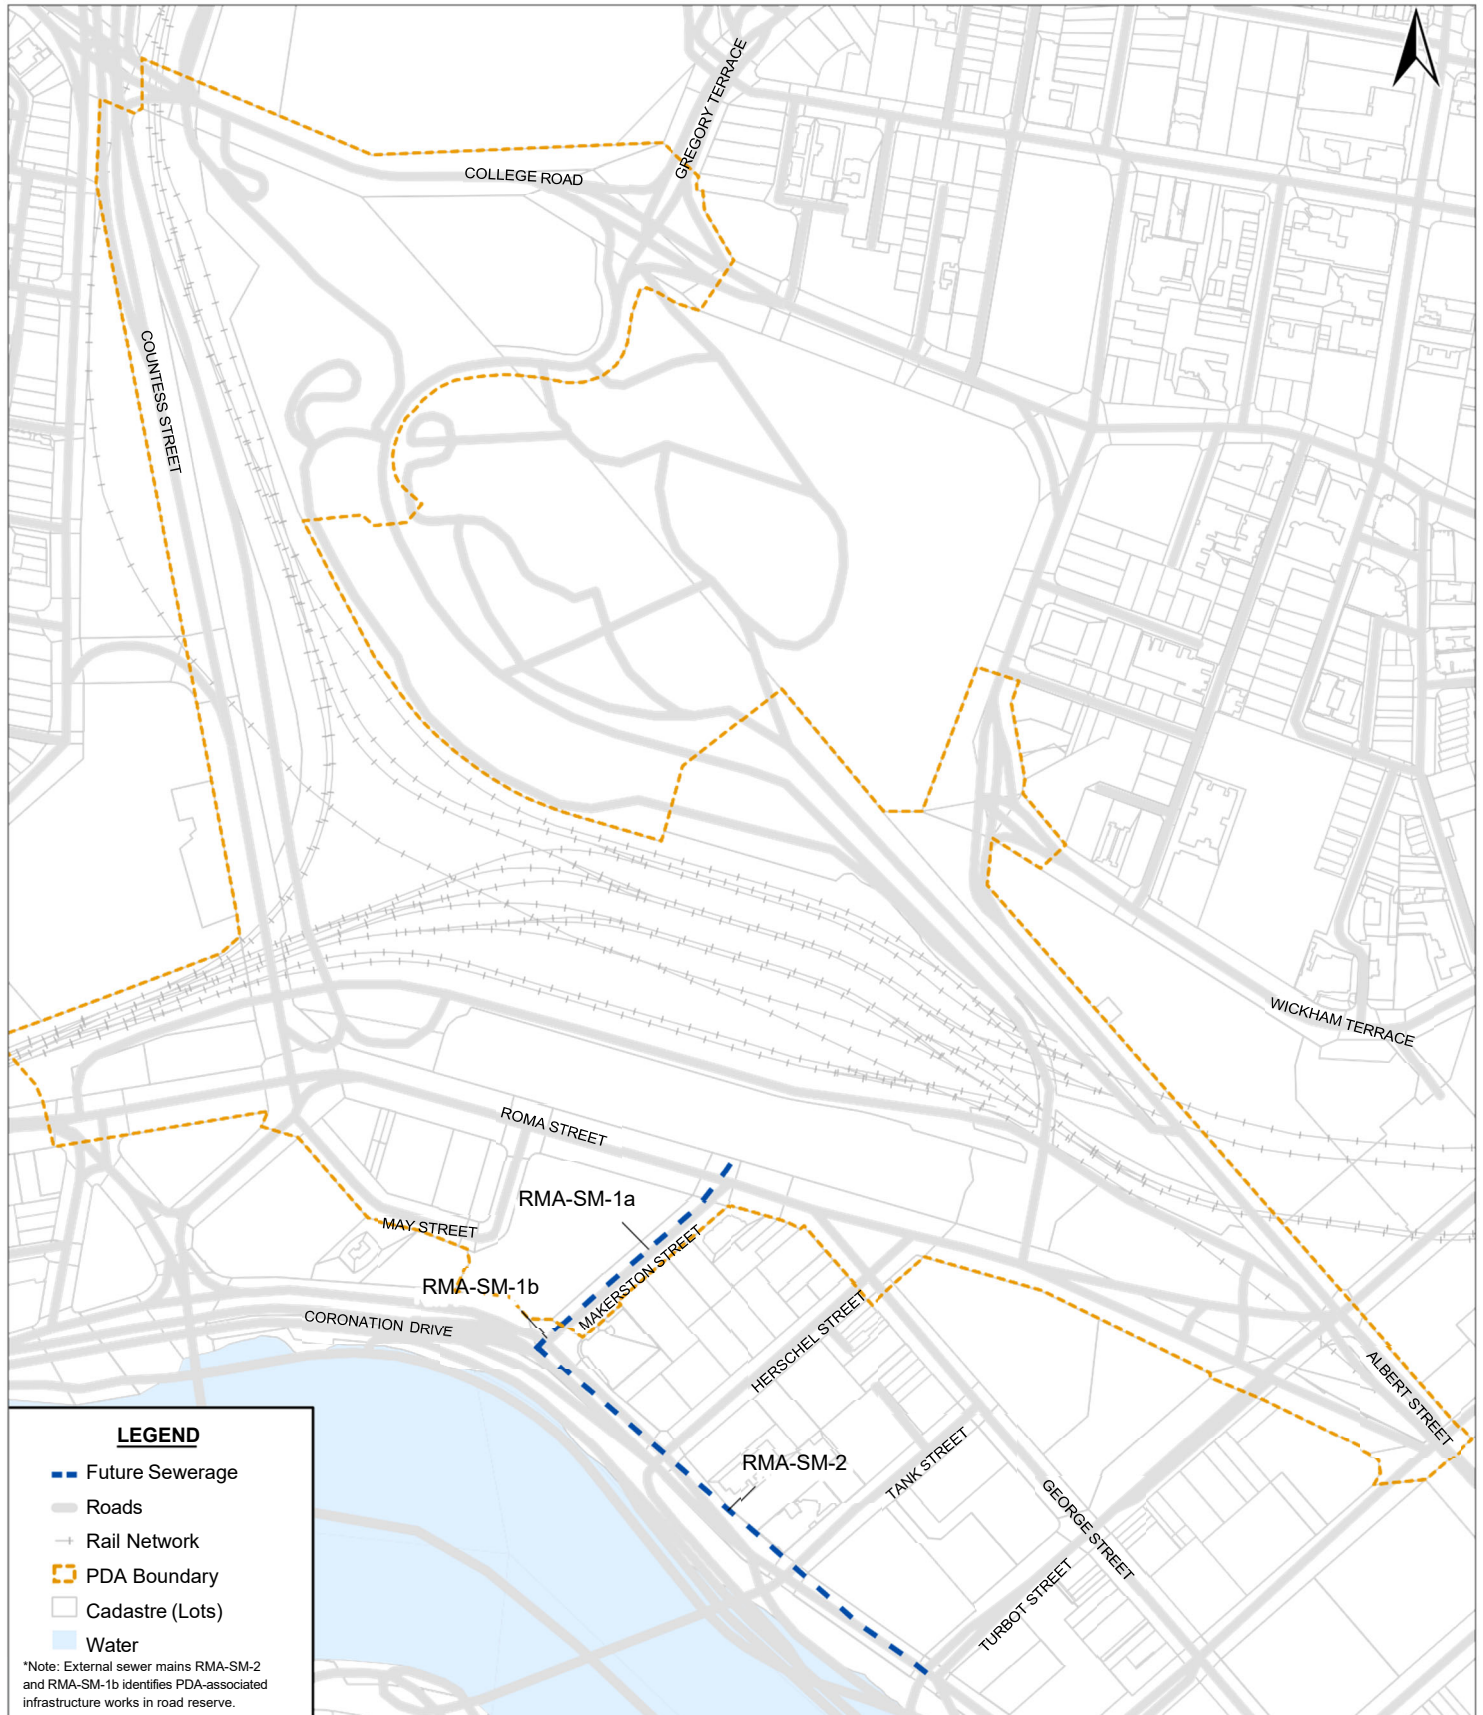 GREGORY TERRACE
COLLEGE ROAD
COUNTESS STREET
WICKHAM TERRACE
ROMA STREET
RMA-SM-1a
MAY STREET
MAKERSTON STREET
RMA-SM-1b
CORONATION DRIVE
HERSCHEL STREET
ALBERT STREET
RMA-SM-2
TANK STREET
GEORGE STREET
TURBOT STREET
LEGEND
Future Sewerage
Roads
Rail Network
PDA Boundary
Cadastre (Lots)
Water
*Note: External sewer mains RMA-SM-2
and RMA-SM-1b identifies PDA-associated
infrastructure works in road reserve.